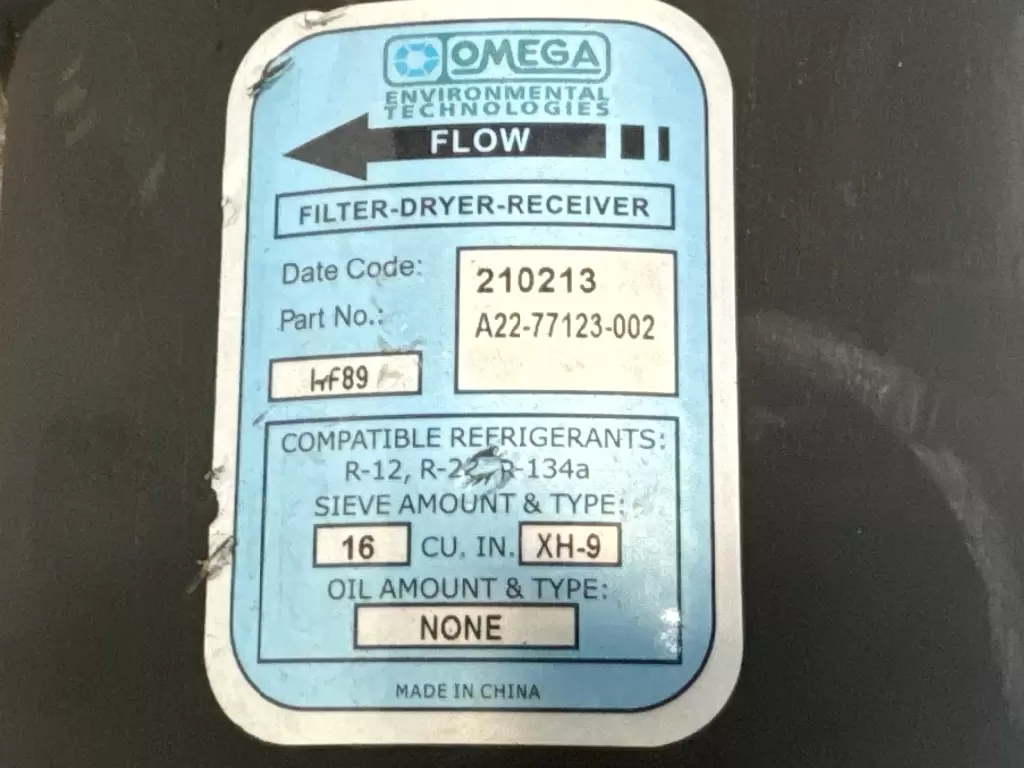 OMEGA
ENVIRONMENTAL
TECHNOLOGIES
FLOW
FILTER-DRYER-RECEIVER
Date Code: 210213
Part No.: A22-77123-002
COMPATIBLE REFRIGERANTS:
R-12, R-22, R-134a
SIEVE AMOUNT & TYPE:
16 CU. IN. XH-9
OIL AMOUNT & TYPE:
NONE
MADE IN CHINA